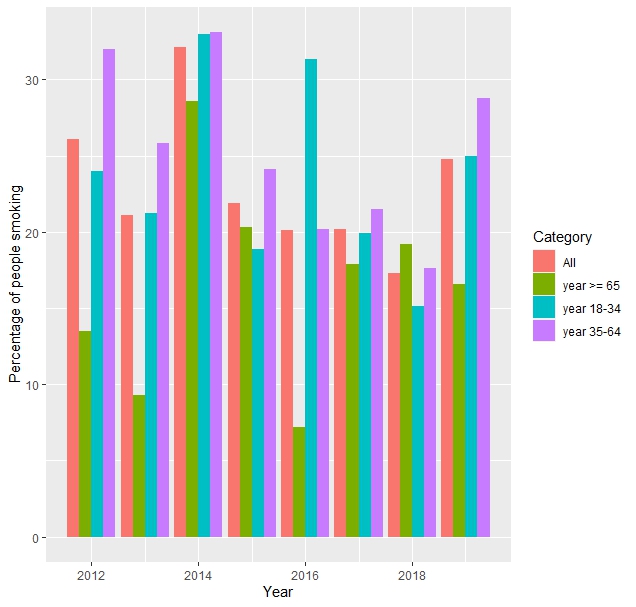 Percentage of people smoking
30
20
10
0
2012 2014 2016 2018
Year
Category
All
year >= 65
year 18-34
year 35-64